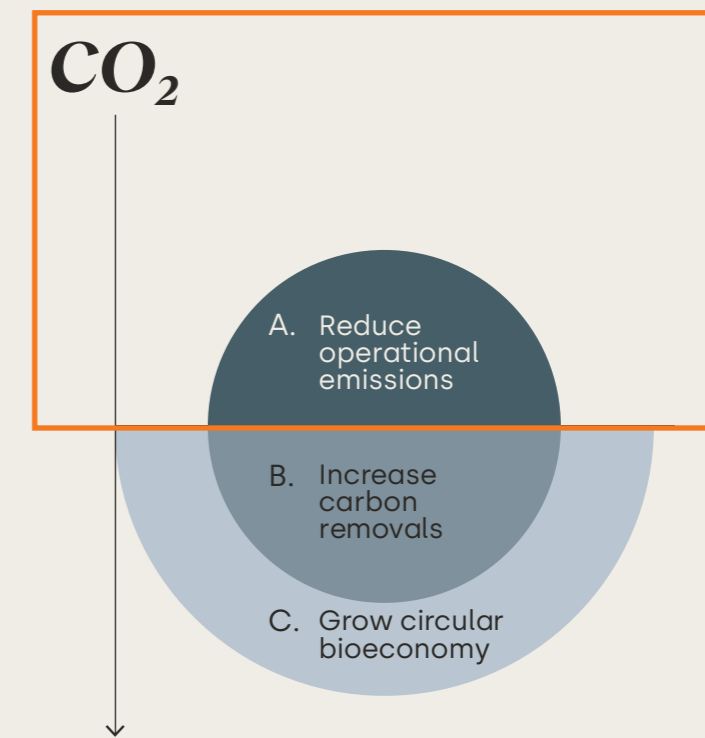 CO₂
A. Reduce
operational
emissions
B. Increase
carbon
removals
C. Grow circular
bioeconomy